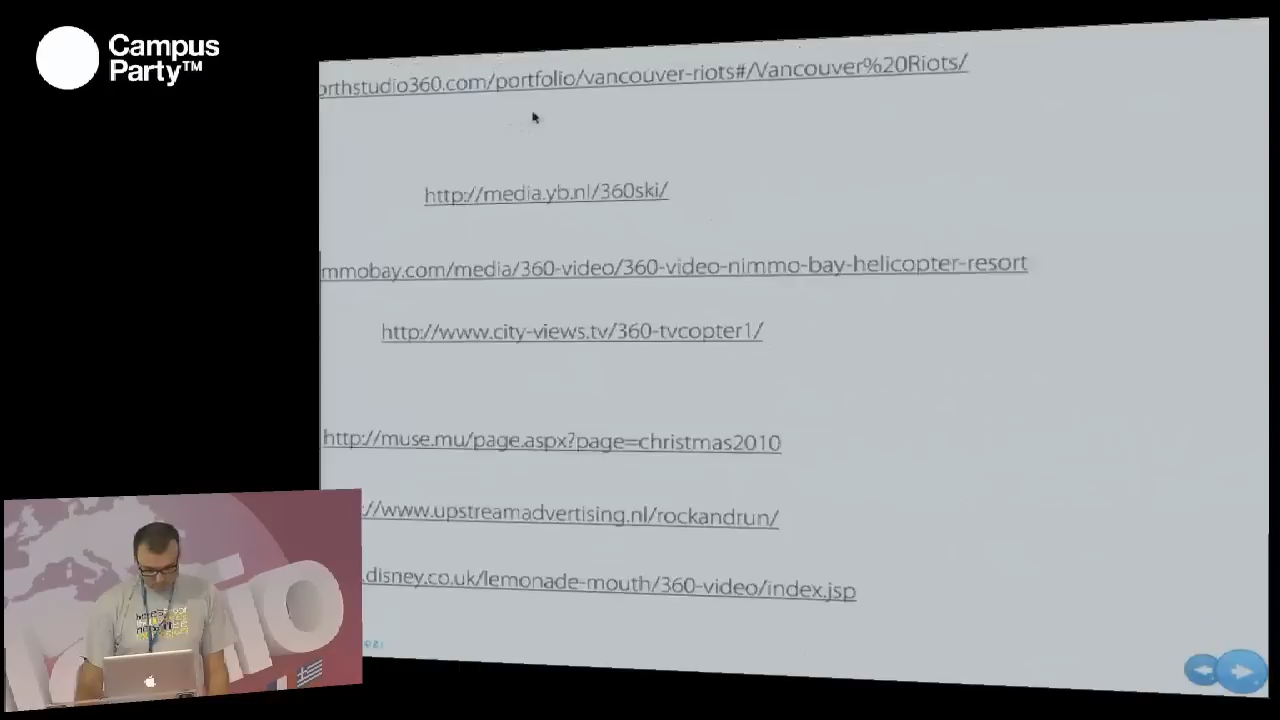 Campus
Party™
orthstudio360.com/portfolio/vancouver-riots#/Vancouver%20Riots/
http://media.yb.nl/360ski/
mmobay.com/media/360-video/360-video-nimmo-bay-helicopter-resort
http://www.city-views.tv/360-tvcopter1/
http://muse.mu/page.aspx?page=christmas2010
://www.upstreamadvertising.nl/rockandrun/
.disney.co.uk/lemonade-mouth/360-video/index.jsp